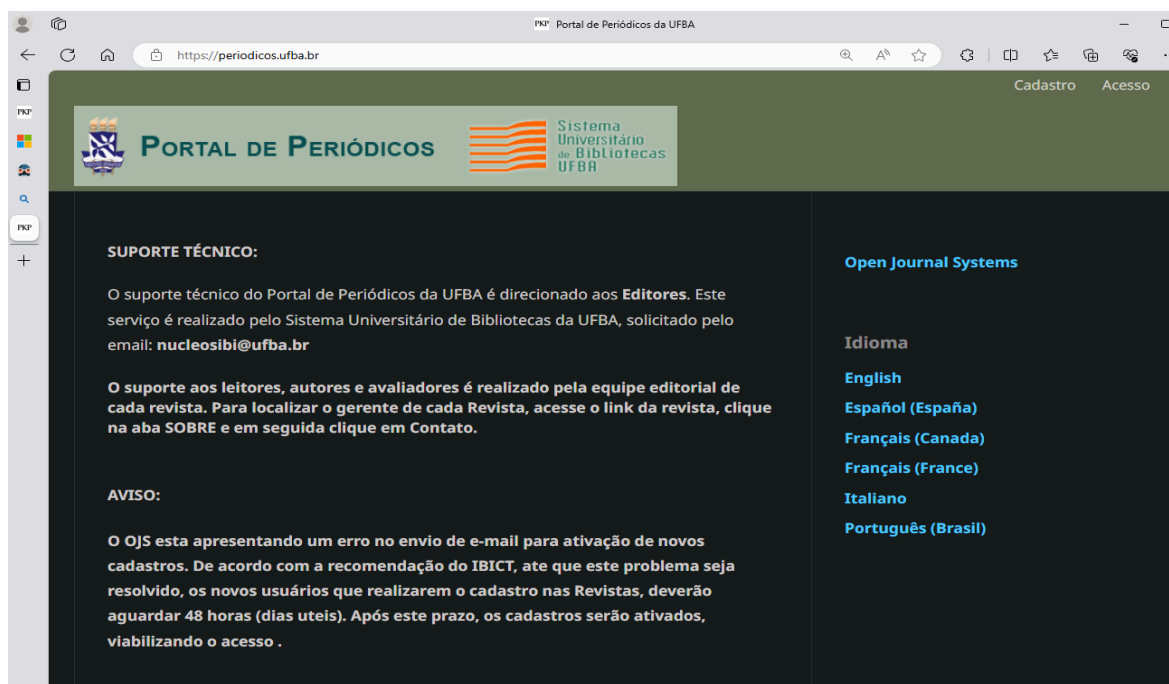 PKP Portal de Periódicos da UFBA
https://periodicos.ufba.br
PKP
PKP
Cadastro Acesso
PORTAL DE PERIÓDICOS
Sistema
Universitário
de Bibliotecas
UFBA
SUPORTE TÉCNICO:
O suporte técnico do Portal de Periódicos da UFBA é direcionado aos Editores. Este
serviço é realizado pelo Sistema Universitário de Bibliotecas da UFBA, solicitado pelo
email: nucleosibi@ufba.br
O suporte aos leitores, autores e avaliadores é realizado pela equipe editorial de
cada revista. Para localizar o gerente de cada Revista, acesse o link da revista, clique
na aba SOBRE e em seguida clique em Contato.
AVISO:
O OJS esta apresentando um erro no envio de e-mail para ativação de novos
cadastros. De acordo com a recomendação do IBICT, ate que este problema seja
resolvido, os novos usuários que realizarem o cadastro nas Revistas, deverão
aguardar 48 horas (dias uteis). Após este prazo, os cadastros serão ativados,
viabilizando o acesso .
Open Journal Systems
Idioma
English
Español (España)
Français (Canada)
Français (France)
Italiano
Português (Brasil)